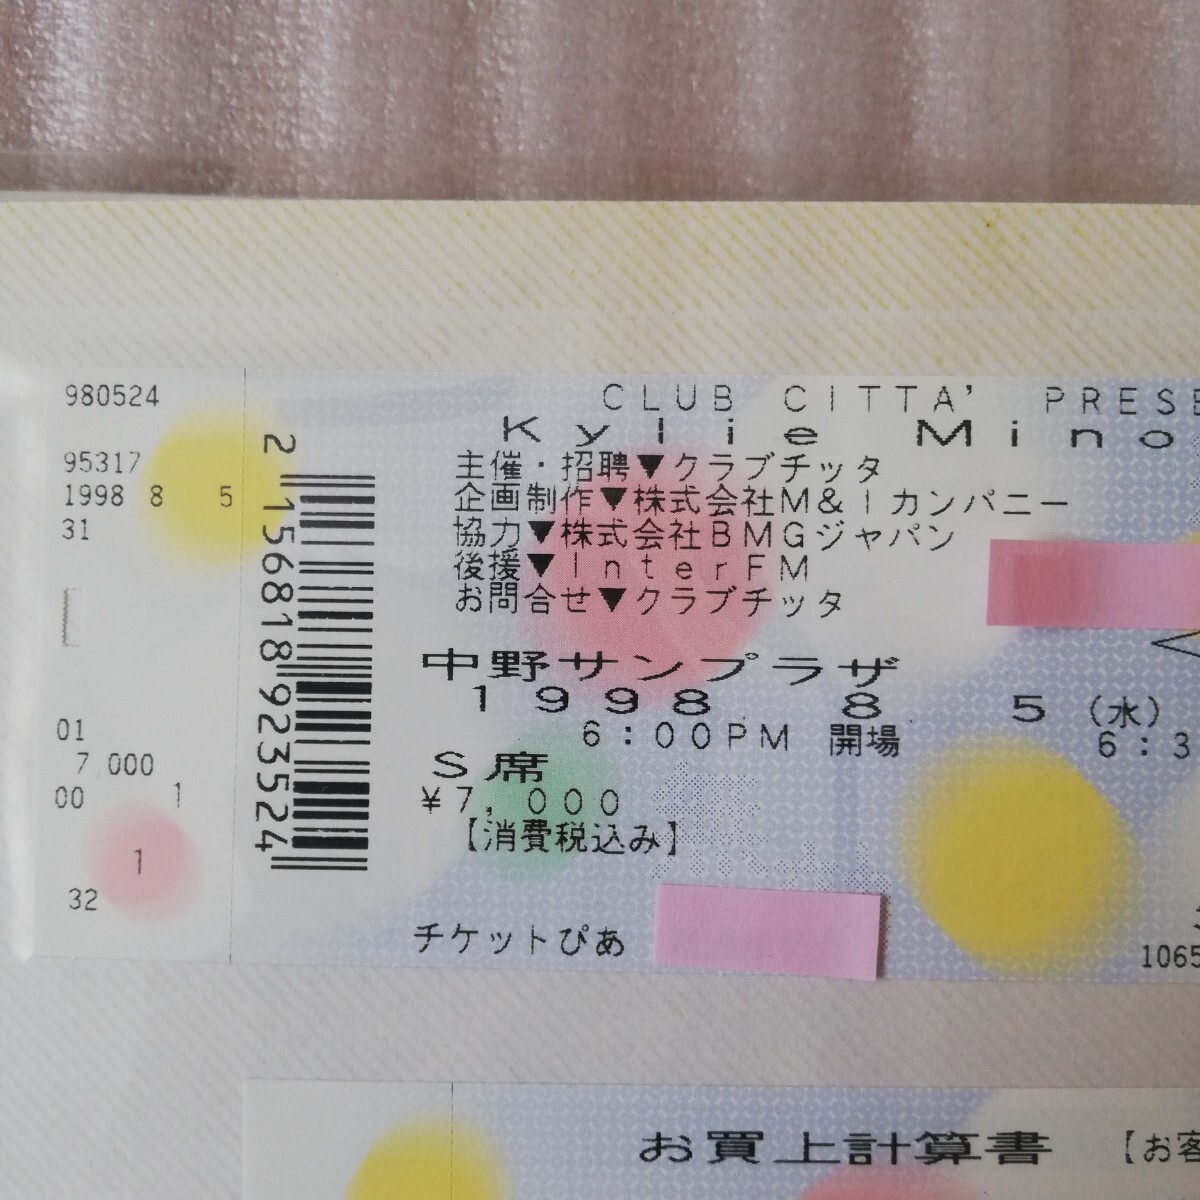 980524
95317
1998 8 5
31
01
7,000
00 1
1
32
2 156818 923524
CLUB CITTA' PRESE
Kylie Mino
主催・招聘▼クラブチッタ
企画制作▼株式会社M&Iカンパニー
協力▼株式会社BMGジャパン
後援▼InterFM
お問合せ▼クラブチッタ
中野サンプラザ
1998 8 5 (水)
6:00PM 開場 6:3
S席
¥7,000
【消費税込み】
チケットぴあ
1065
お買上計算書 【お客